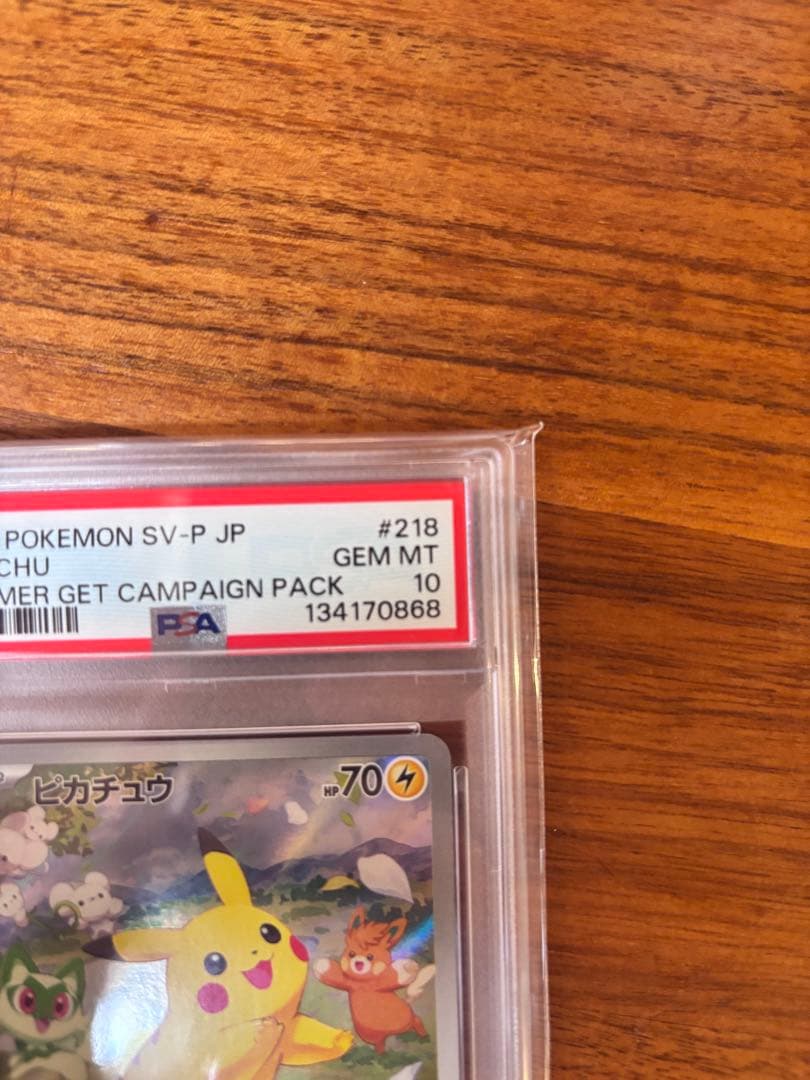 POKEMON SV-P JP #218
CHU GEM MT
MER GET CAMPAIGN PACK 10
PSA 134170868
ピカチュウ HP70